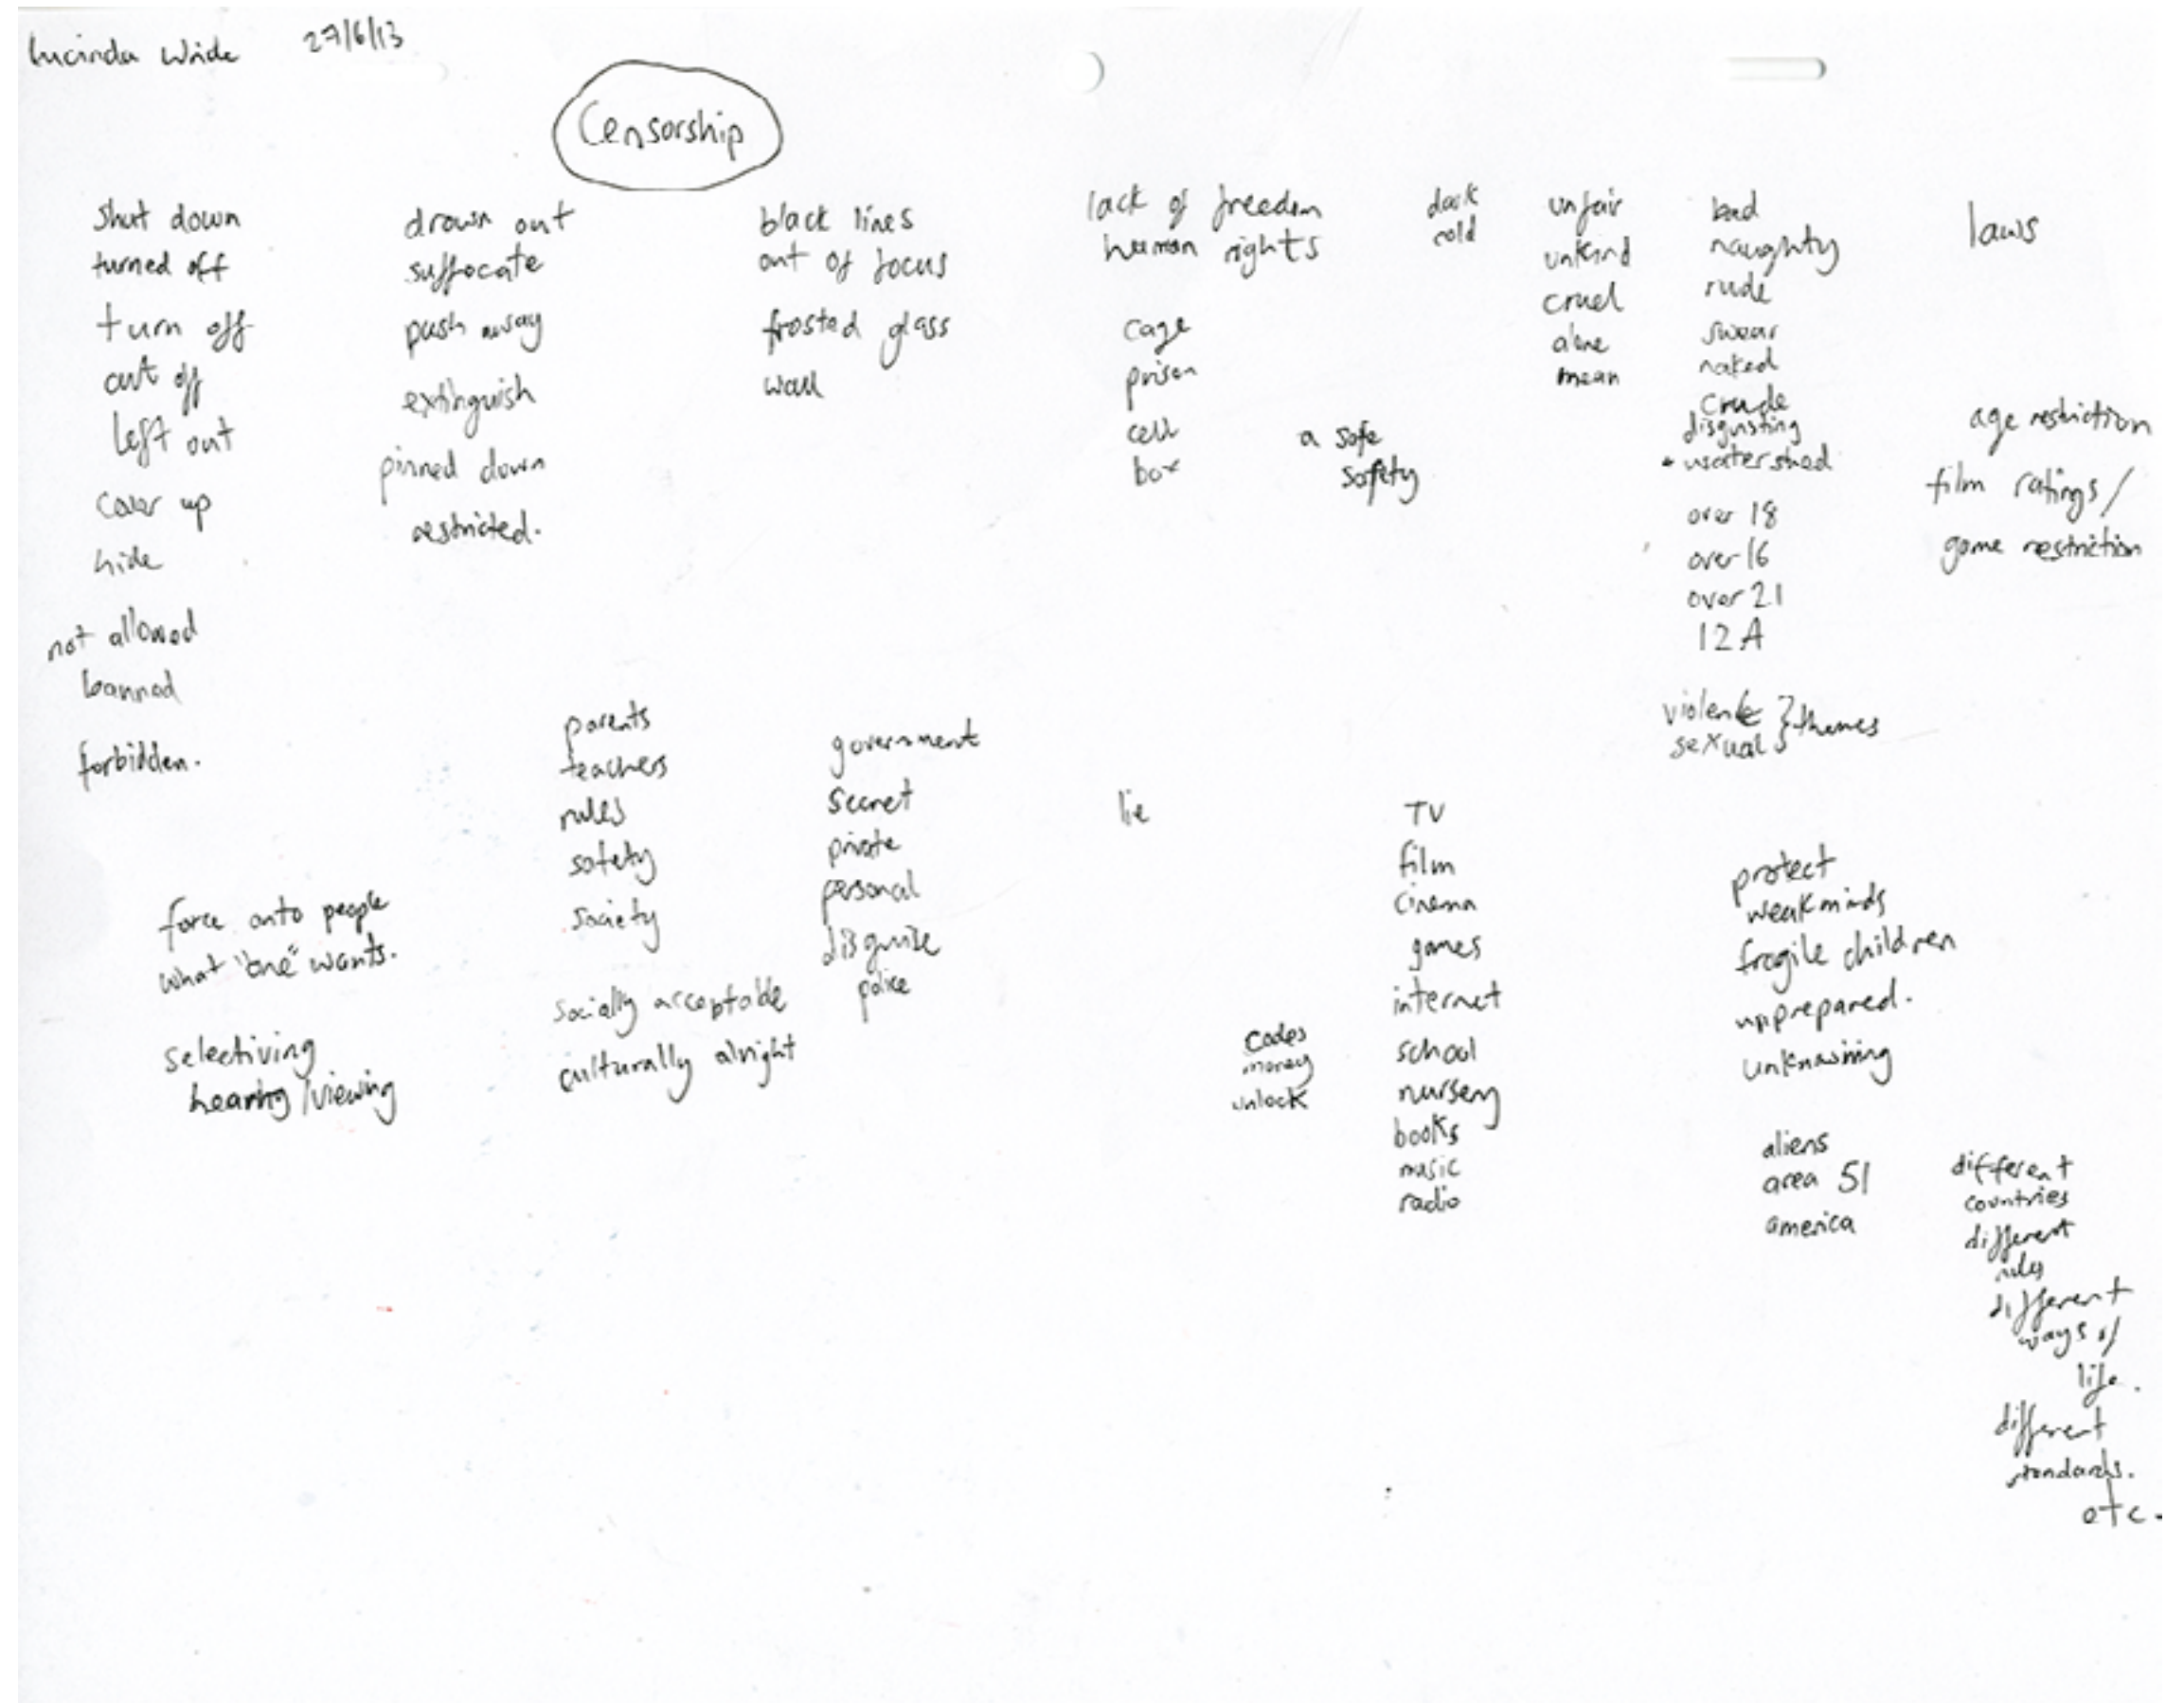 Lucinda Wade 27/6/13
Censorship
shut down
turned off
turn off
cut off
left out
cover up
hide
not allowed
banned
forbidden.
drown out
suffocate
push away
extinguish
pinned down
restricted.
black lines
out of focus
frosted glass
wall
lack of freedom
human rights
cage
prison
cell
box
a safe
safety
dark
cold
unfair
unkind
cruel
alone
mean
bad
naughty
rude
swear
naked
crude
disgusting
* watershed
over 18
over 16
over 21
12A
violent } themes
sexual
laws
age restriction
film ratings/
game restriction
force onto people
what "one" wants.
selectiving
hearing/viewing
parents
teachers
rules
safety
society
socially acceptable
culturally alright
government
secret
private
personal
disguise
police
lie
codes
money
unlock
TV
film
cinema
games
internet
school
nursery
books
music
radio
protect
weak minds
fragile children
unprepared.
unknowing
aliens
area 51
america
different
countries
different
rules
different
ways of
life.
different
standards.
etc.